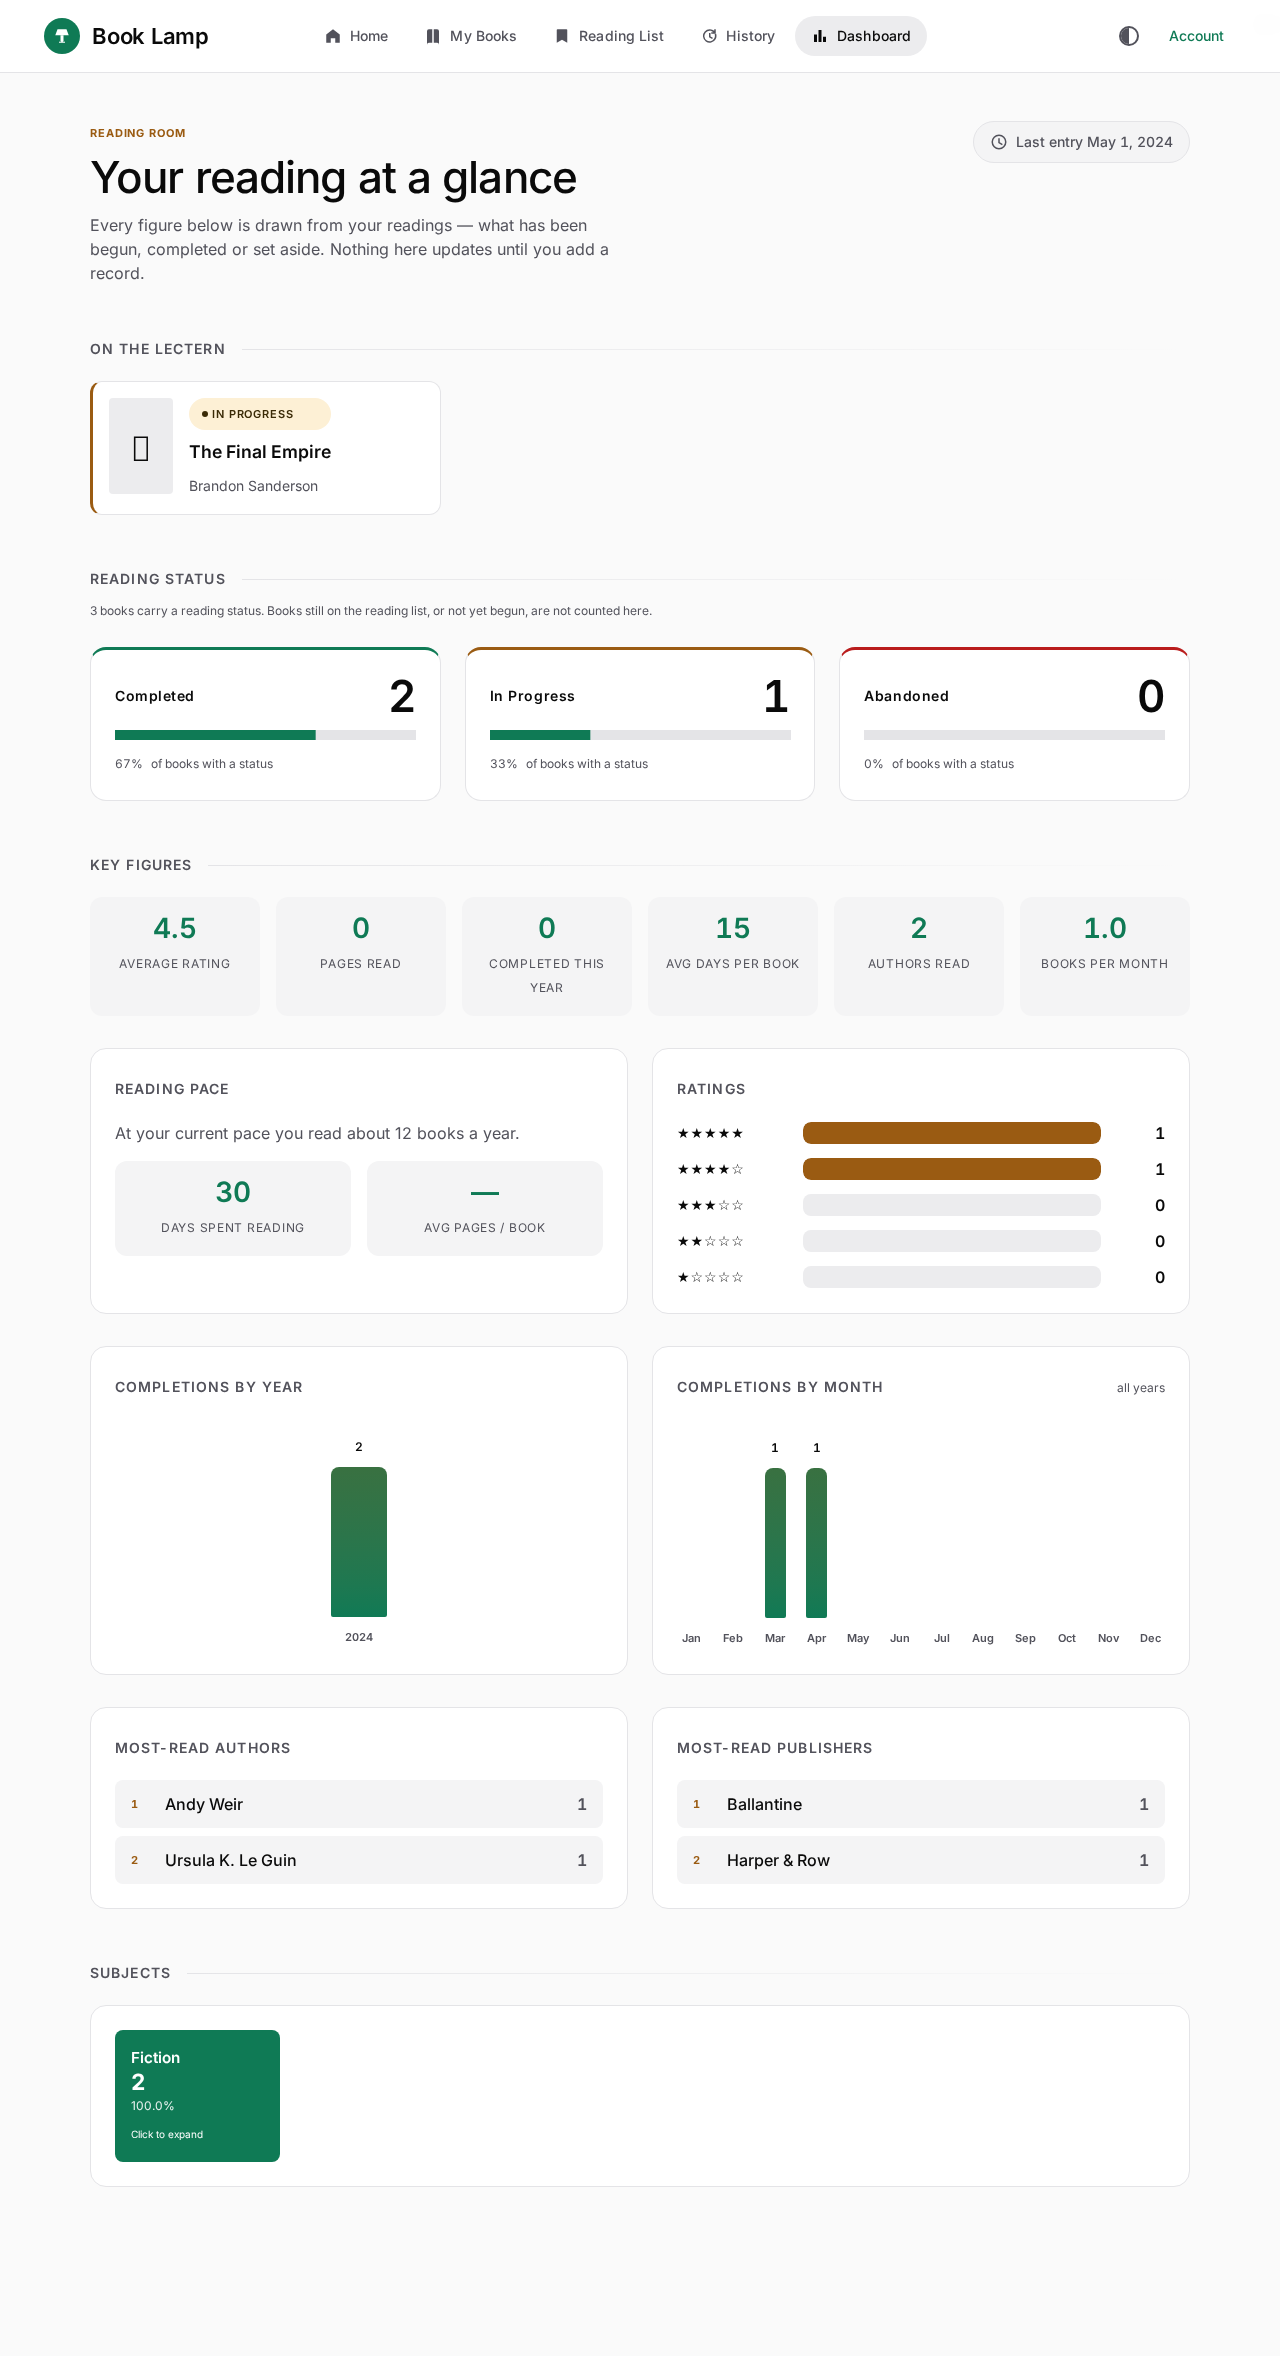 Book Lamp
Home
My Books
Reading List
History
Dashboard
Account
READING ROOM
Last entry May 1, 2024
Your reading at a glance
Every figure below is drawn from your readings — what has been
begun, completed or set aside. Nothing here updates until you add a
record.
ON THE LECTERN
IN PROGRESS
The Final Empire
Brandon Sanderson
READING STATUS
3 books carry a reading status. Books still on the reading list, or not yet begun, are not counted here.
Completed 2
67% of books with a status
In Progress 1
33% of books with a status
Abandoned 0
0% of books with a status
KEY FIGURES
4.5
AVERAGE RATING
0
PAGES READ
0
COMPLETED THIS
YEAR
15
AVG DAYS PER BOOK
2
AUTHORS READ
1.0
BOOKS PER MONTH
READING PACE
At your current pace you read about 12 books a year.
30
DAYS SPENT READING
—
AVG PAGES / BOOK
RATINGS
★★★★★ 1
★★★★☆ 1
★★★☆☆ 0
★★☆☆☆ 0
★☆☆☆☆ 0
COMPLETIONS BY YEAR
2
2024
COMPLETIONS BY MONTH
all years
1 1
Jan Feb Mar Apr May Jun Jul Aug Sep Oct Nov Dec
MOST-READ AUTHORS
1 Andy Weir 1
2 Ursula K. Le Guin 1
MOST-READ PUBLISHERS
1 Ballantine 1
2 Harper & Row 1
SUBJECTS
Fiction
2
100.0%
Click to expand